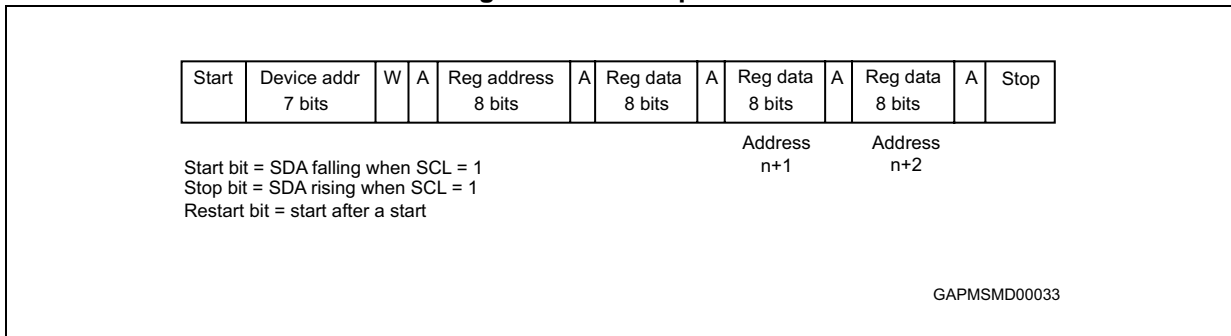 Start Device addr W A Reg address A Reg data A Reg data A Reg data A Stop
7 bits 8 bits 8 bits 8 bits 8 bits
Address Address
n+1 n+2
Start bit = SDA falling when SCL = 1
Stop bit = SDA rising when SCL = 1
Restart bit = start after a start
GAPMSMD00033